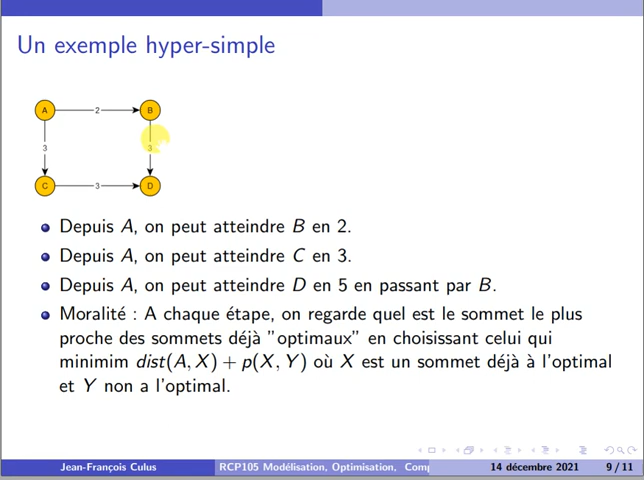 Un exemple hyper-simple
A 2 B
3 3
C 3 D
Depuis A, on peut atteindre B en 2.
Depuis A, on peut atteindre C en 3.
Depuis A, on peut atteindre D en 5 en passant par B.
Moralité : A chaque étape, on regarde quel est le sommet le plus
proche des sommets déjà "optimaux" en choisissant celui qui
minimim dist(A, X) + p(X, Y) où X est un sommet déjà à l'optimal
et Y non a l'optimal.
Jean-François Culus RCP105 Modélisation, Optimisation, Comp 14 décembre 2021 9 / 11